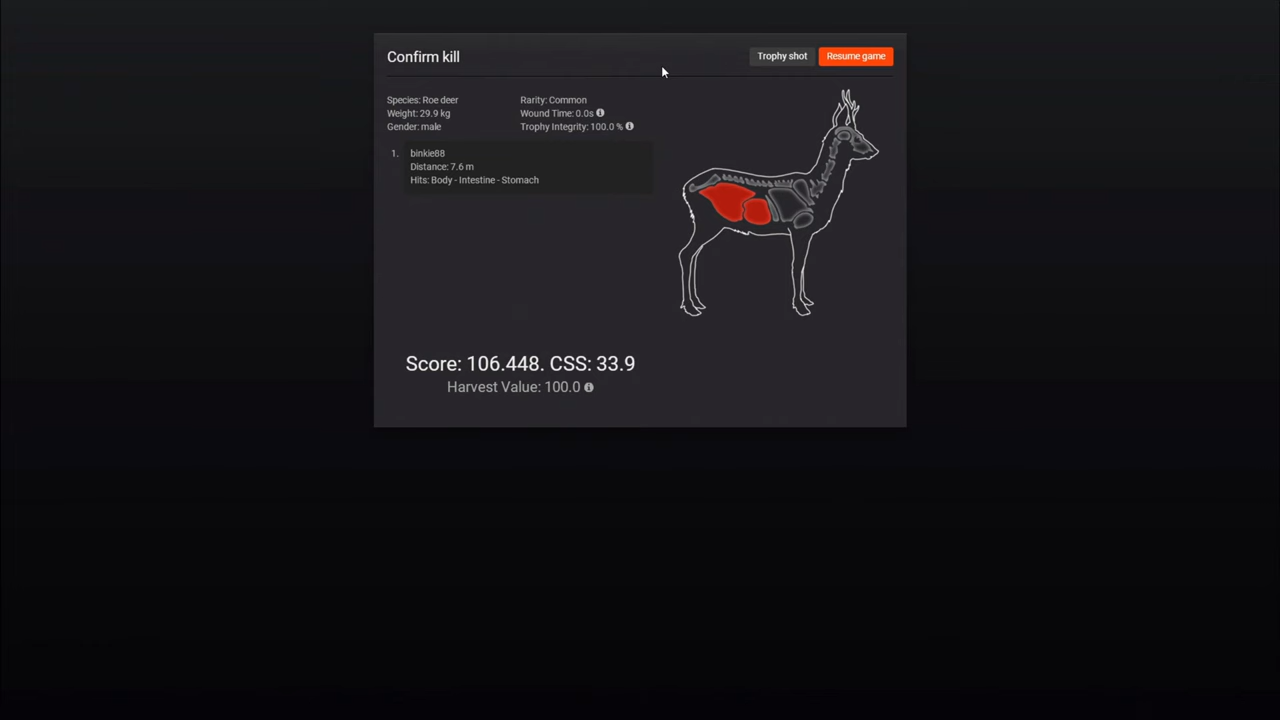 Confirm kill
Trophy shot
Resume game
Species: Roe deer
Rarity: Common
Weight: 29.9 kg
Wound Time: 0.0s
Gender: male
Trophy Integrity: 100.0 %
1. binkie88
Distance: 7.6 m
Hits: Body - Intestine - Stomach
Score: 106.448. CSS: 33.9
Harvest Value: 100.0